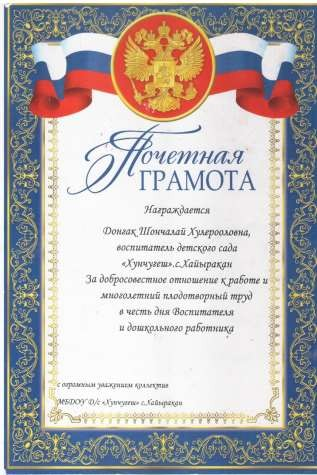 Почетная
ГРАМОТА
Награждается
Донгак Шончалай Хулерооловна,
воспитатель детского сада
«Хунчугеш».с.Хайыракан
За добросовестное отношение к работе и
многолетний плодотворный труд
в честь дня Воспитателя
и дошкольного работника
с огромным уважением коллектив
МБДОУ Д/с «Хунчугеш» с.Хайыракан